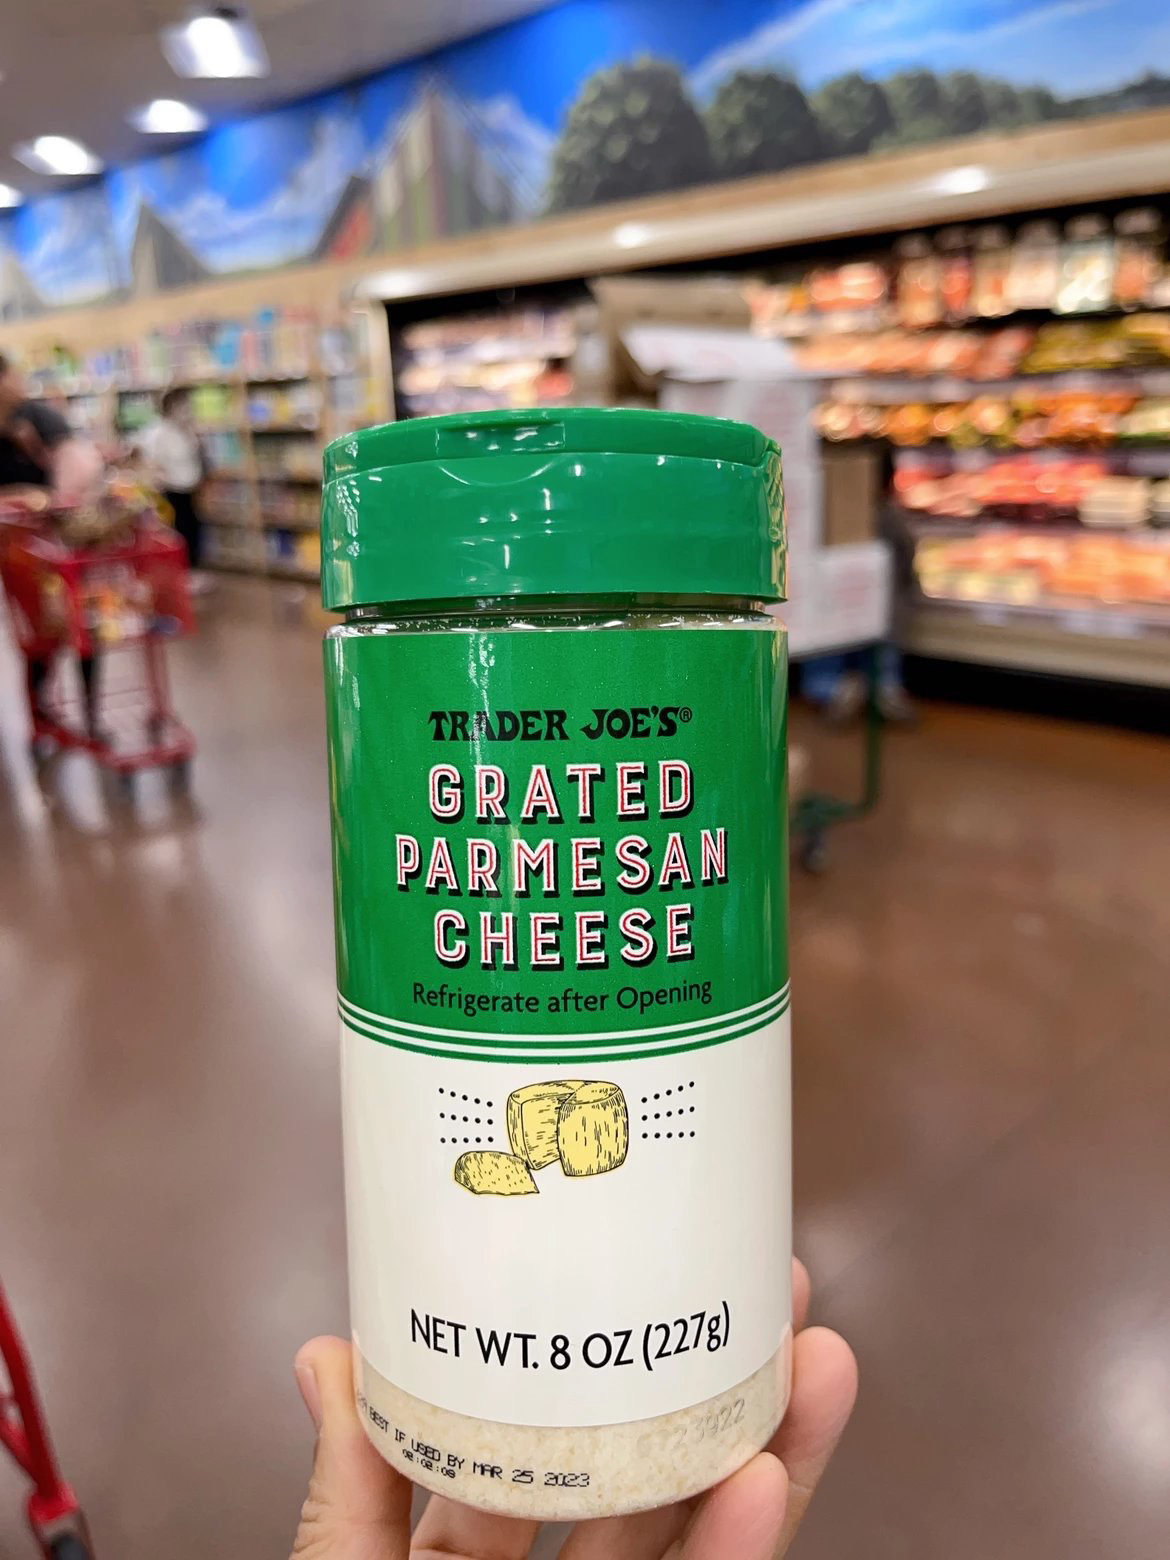 TRADER JOE'S®
GRATED
PARMESAN
CHEESE
Refrigerate after Opening
NET WT. 8 OZ (227g)
BEST IF USED BY MAR 25 2023